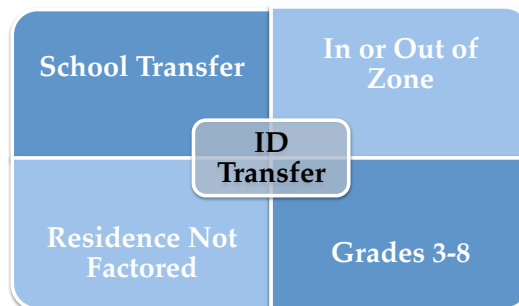 School Transfer
In or Out of
Zone
ID
Transfer
Residence Not
Factored
Grades 3-8